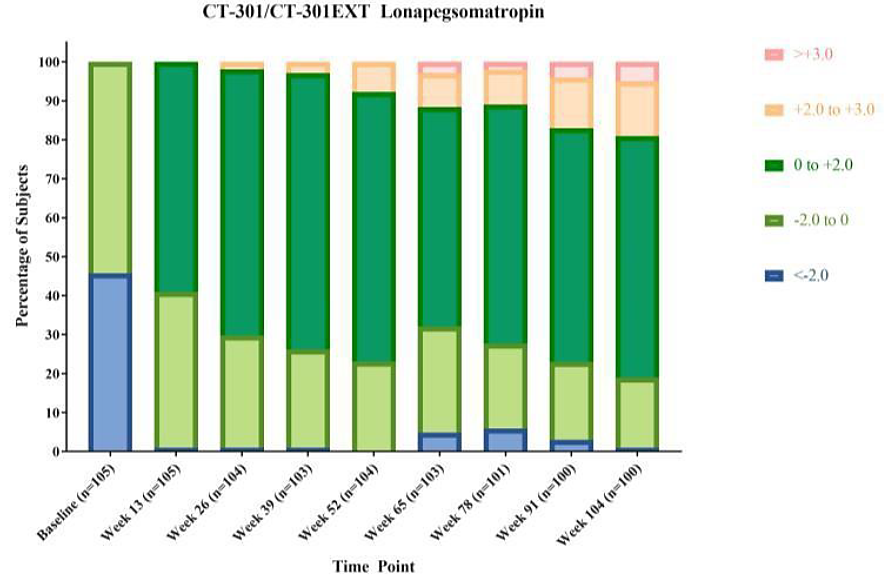 CT-301/CT-301EXT Lonapegsomatropin
Percentage of Subjects
100
90
80
70
60
50
40
30
20
10
0
Baseline (n=105)
Week 13 (n=105)
Week 26 (n=104)
Week 39 (n=103)
Week 52 (n=104)
Week 65 (n=103)
Week 78 (n=101)
Week 91 (n=100)
Week 104 (n=100)
Time Point
>+3.0
+2.0 to +3.0
0 to +2.0
-2.0 to 0
<-2.0